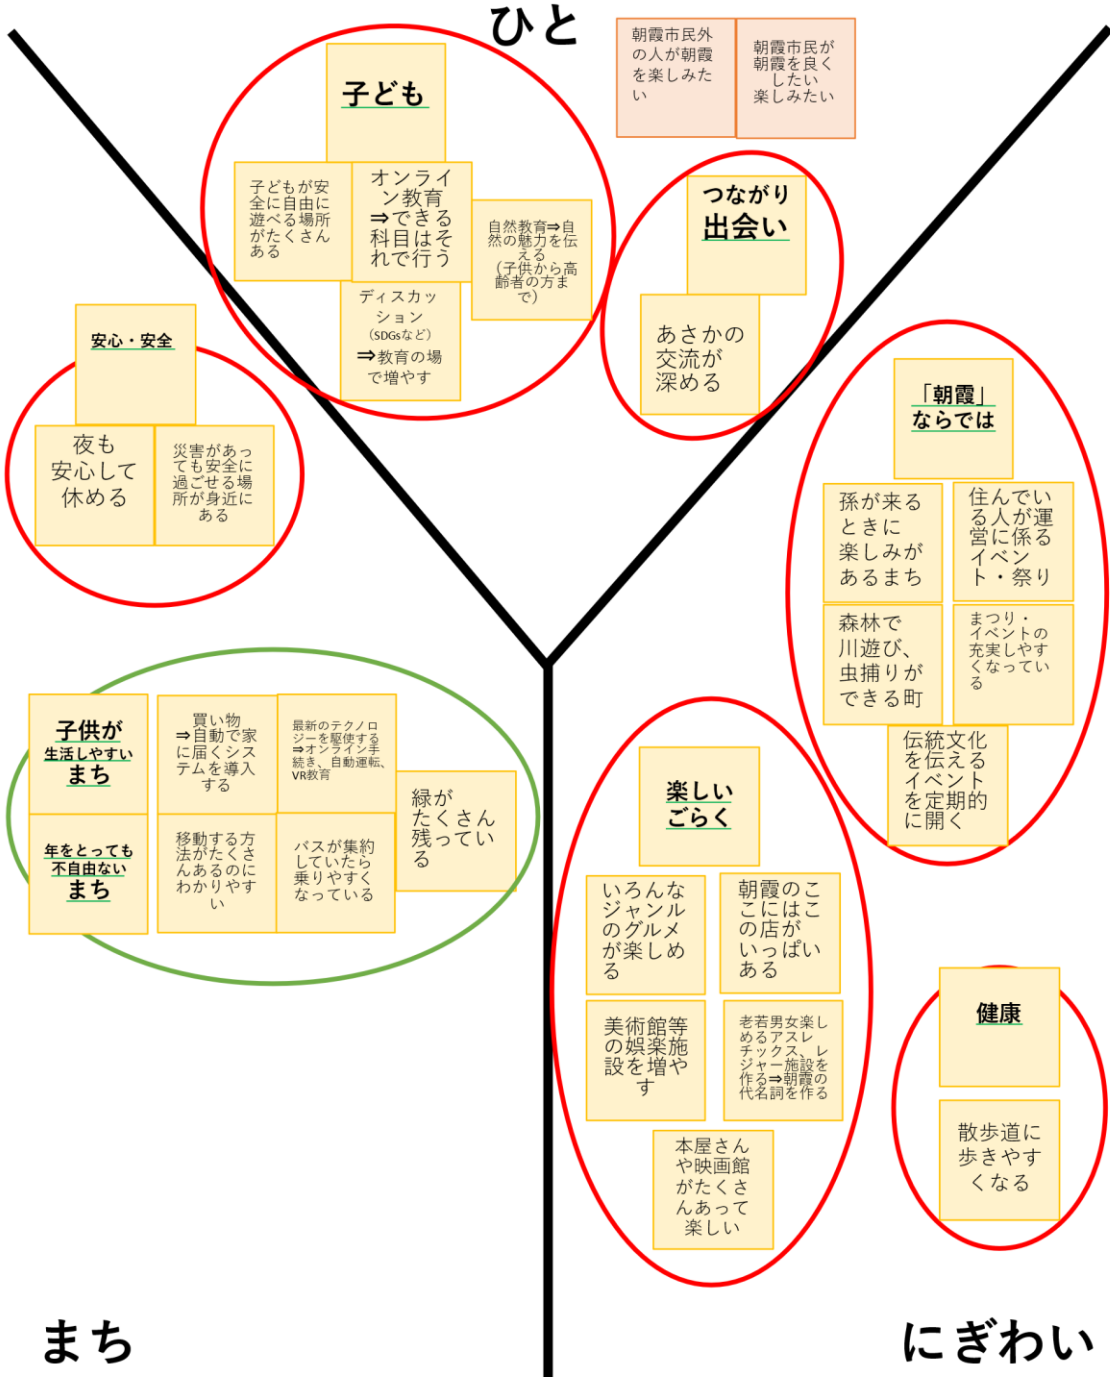 ひと
朝霞市民外
の人が朝霞
を楽しみた
い
朝霞市民が
朝霞を良く
したい
楽しみたい
子ども
子どもが安
全に自由に
遊べる場所
がたくさん
ある
オンライ
ン教育
⇒できる
科目はそ
れで行う
自然教育⇒自
然の魅力を伝
える
（子供から高
齢者の方ま
で）
ディスカッ
ション
（SDGsなど）
⇒教育の場
で増やす
つながり
出会い
あさかの
交流が
深める
安心・安全
夜も
安心して
休める
災害があっ
ても安全に
過ごせる場
所が身近に
ある
「朝霞」
ならでは
孫が来る
ときに
楽しみが
あるまち
住んでい
る人が運
営に係る
イベン
ト・祭り
森林で
川遊び、
虫捕りが
できる町
まつり・
イベントの
充実しやす
くなってい
る
伝統文化
を伝える
イベント
を定期的
に開く
子供が
生活しやすい
まち
買い物
⇒自動で家
に届くシス
テムを導入
する
最新のテクノロ
ジーを駆使する
⇒オンライン手
続き、自動運転、
VR教育
緑が
たくさん
残ってい
る
年をとっても
不自由ない
まち
移動する方
法がたくさ
んあるのに
わかりやす
い
バスが集約
していたら
乗りやすく
なっている
楽しい
ごらく
いろんな
ジャンル
のグルメ
が楽しめ
る
朝霞のこ
こにはこ
の店が
いっぱい
ある
美術館等
の娯楽施
設を増や
す
老若男女楽し
めるアスレ
チックス、レ
ジャー施設を
作る⇒朝霞の
代名詞を作る
本屋さん
や映画館
がたくさ
んあって
楽しい
健康
散歩道に
歩きやす
くなる
まち
にぎわい